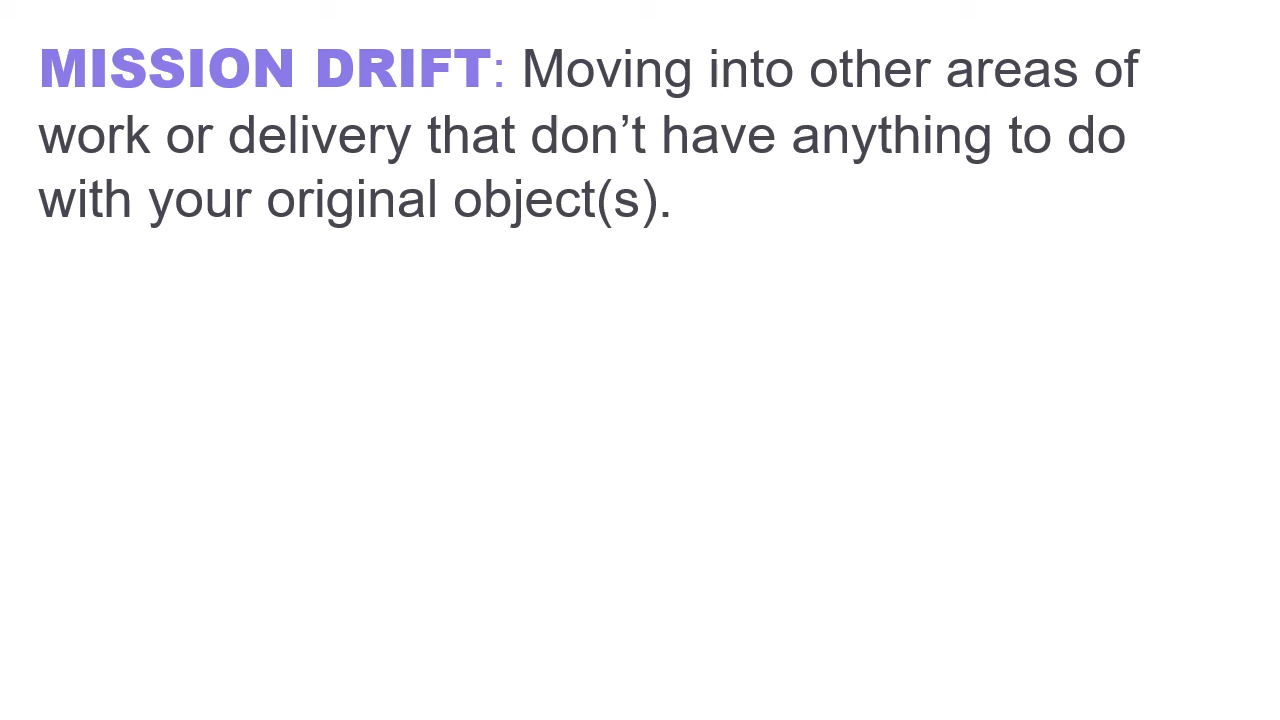 MISSION DRIFT: Moving into other areas of
work or delivery that don’t have anything to do
with your original object(s).